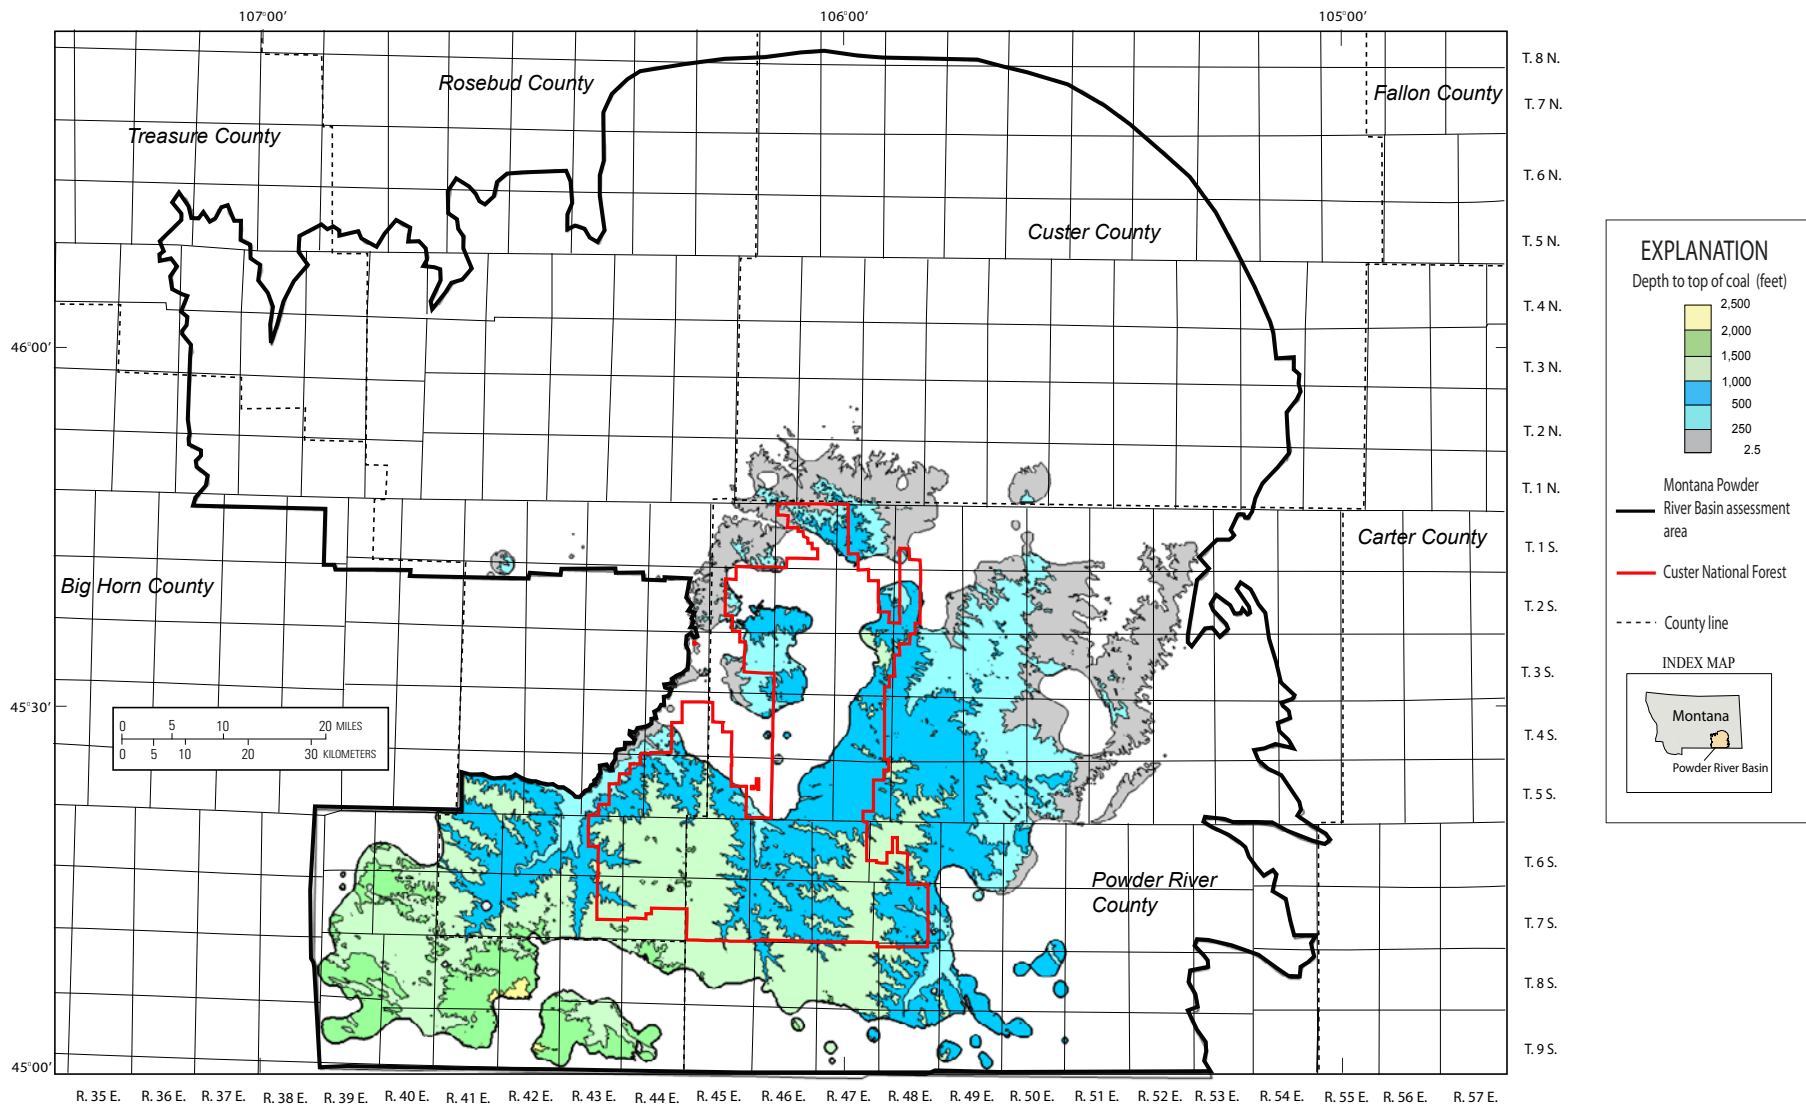 107°00’
106°00’
105°00’
T. 8 N.
Rosebud County
Fallon County
T. 7 N.
Treasure County
T. 6 N.
Custer County
T. 5 N.
T. 4 N.
46°00’
T. 3 N.
T. 2 N.
T. 1 N.
Carter County
T. 1 S.
Big Horn County
T. 2 S.
T. 3 S.
45°30’
0 5 10 20 MILES
0 5 10 20 30 KILOMETERS
T. 4 S.
T. 5 S.
T. 6 S.
Powder River
County
T. 7 S.
T. 8 S.
T. 9 S.
45°00’
R. 35 E. R. 36 E. R. 37 E. R. 38 E. R. 39 E. R. 40 E. R. 41 E. R. 42 E. R. 43 E. R. 44 E. R. 45 E. R. 46 E. R. 47 E. R. 48 E. R. 49 E. R. 50 E. R. 51 E. R. 52 E. R. 53 E. R. 54 E. R. 55 E. R. 56 E. R. 57 E.
EXPLANATION
Depth to top of coal (feet)
2,500
2,000
1,500
1,000
500
250
2.5
Montana Powder
River Basin assessment
area
Custer National Forest
County line
INDEX MAP
Montana
Powder River Basin